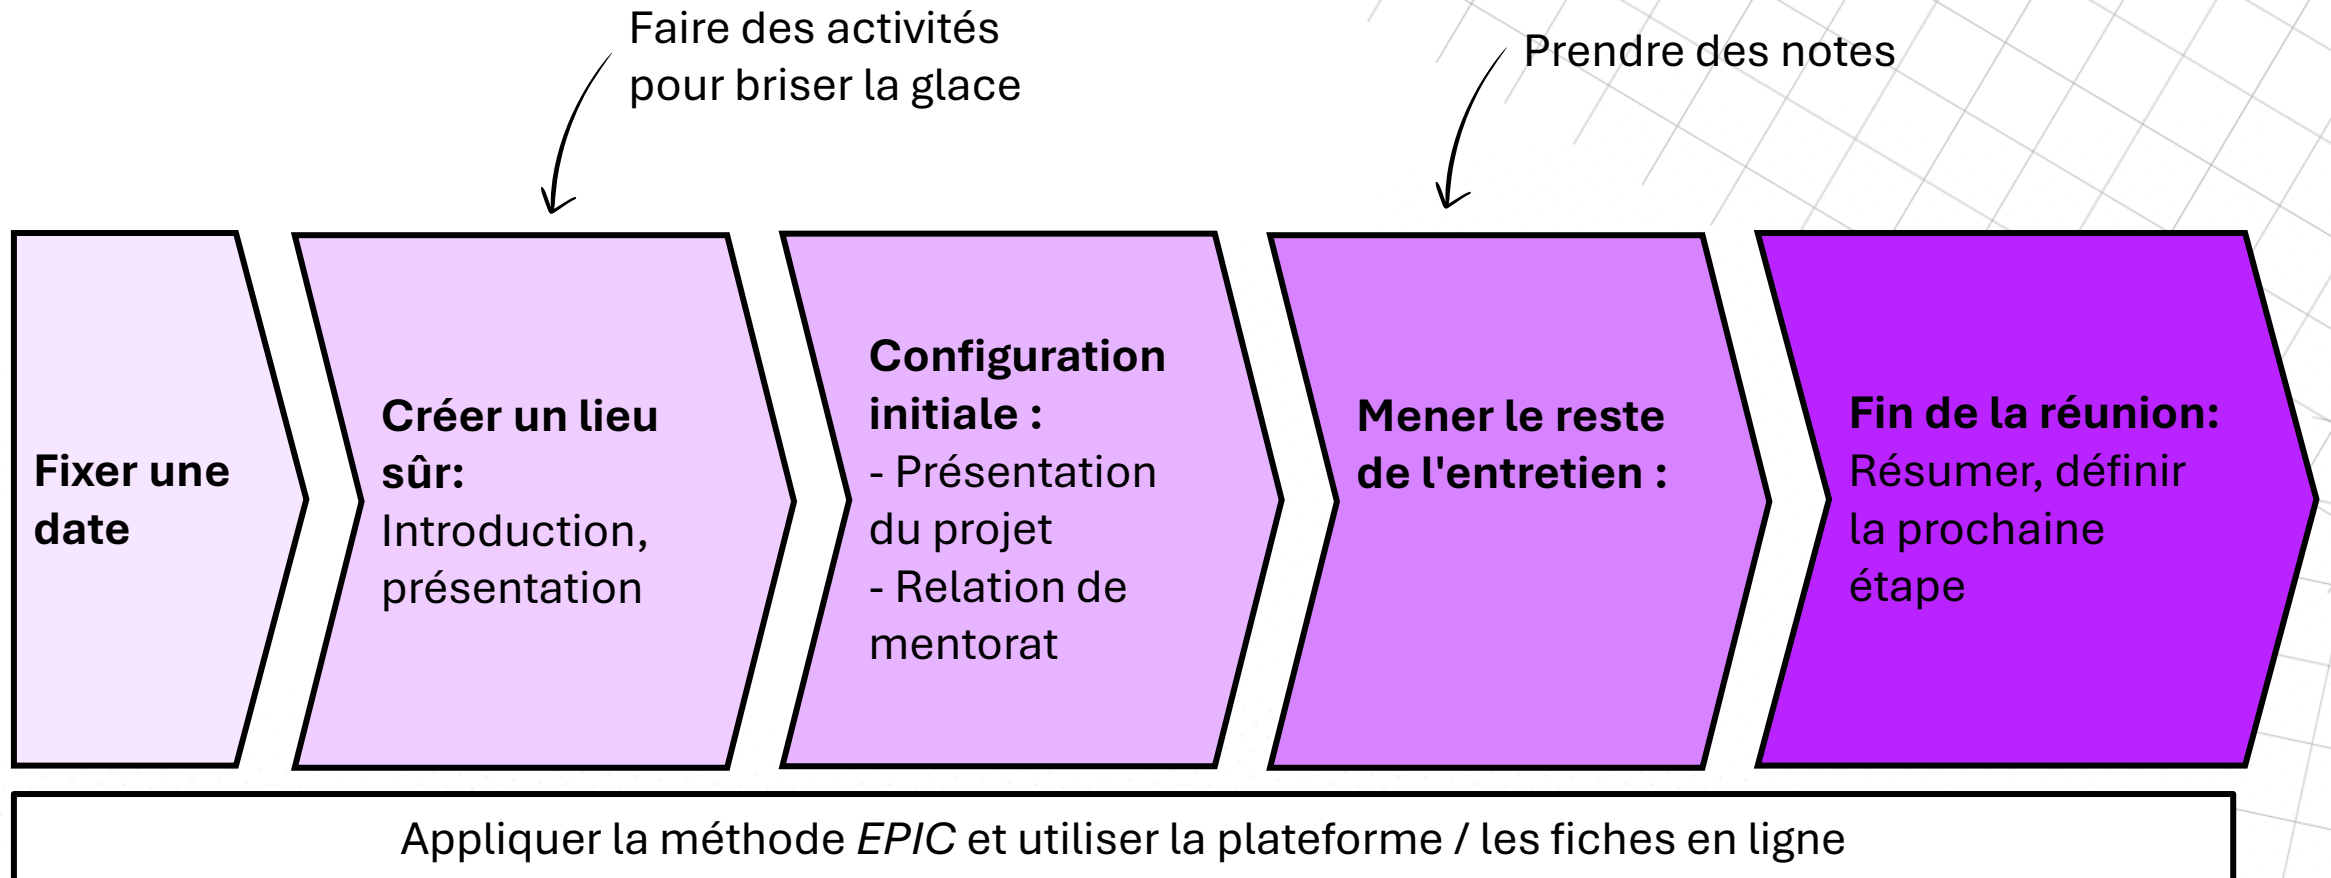 Faire des activités
pour briser la glace
Prendre des notes
Fixer une
date
Créer un lieu
sûr:
Introduction,
présentation
Configuration
initiale :
- Présentation
du projet
- Relation de
mentorat
Mener le reste
de l'entretien :
Fin de la réunion:
Résumer, définir
la prochaine
étape
Appliquer la méthode EPIC et utiliser la plateforme / les fiches en ligne